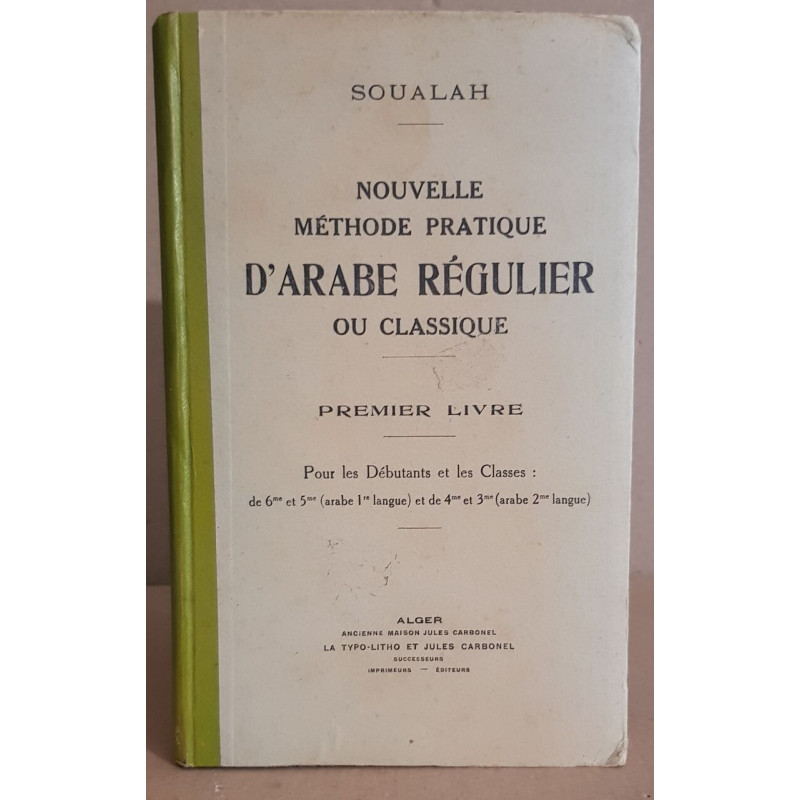 SOUALAH
NOUVELLE
MÉTHODE PRATIQUE
D'ARABE RÉGULIER
OU CLASSIQUE
PREMIER LIVRE
Pour les Débutants et les Classes :
de 6me et 5me (arabe 1re langue) et de 4me et 3me (arabe 2me langue)
ALGER
ANCIENNE MAISON JULES CARBONEL
LA TYPO-LITHO ET JULES CARBONEL
SUCCESSEURS
IMPRIMEURS — ÉDITEURS